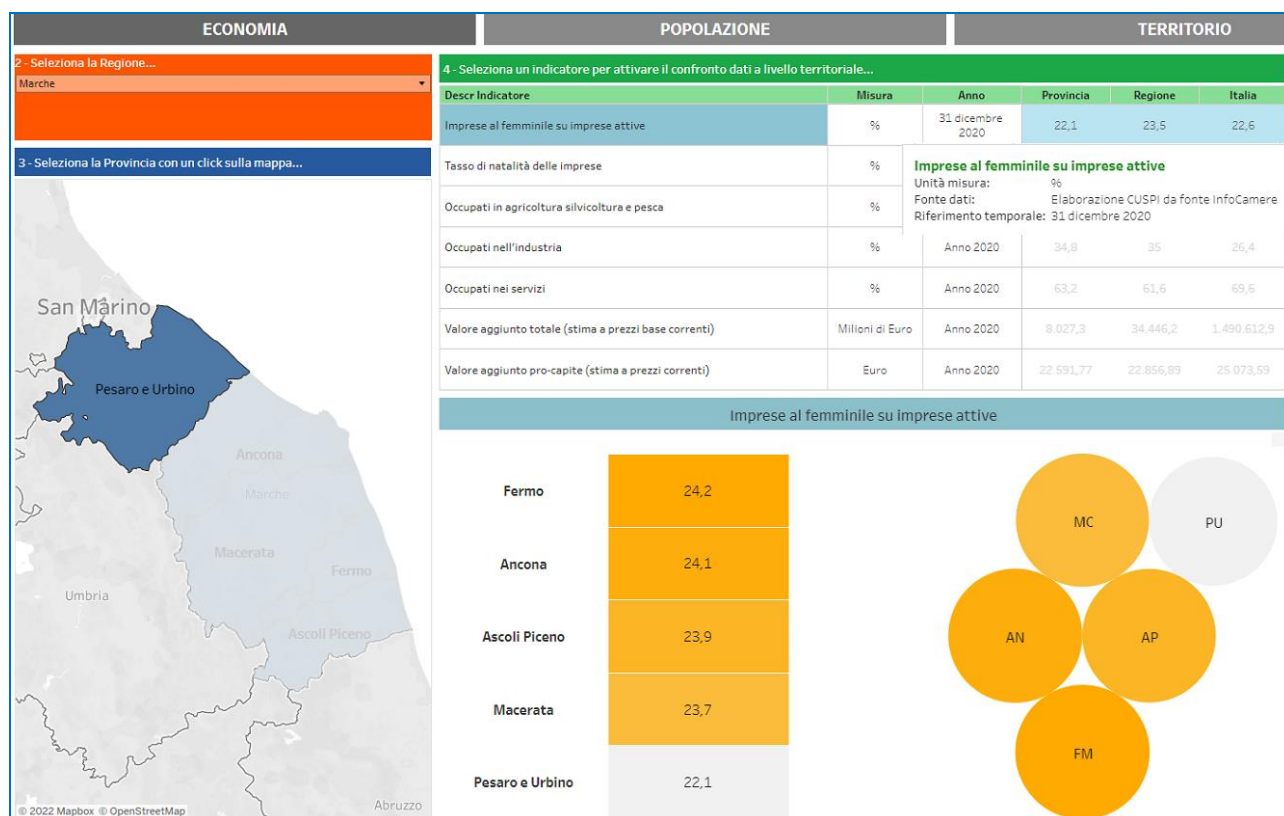 ECONOMIA
POPOLAZIONE
TERRITORIO
2 - Seleziona la Regione...
Marche
3 - Seleziona la Provincia con un click sulla mappa...
San Marino
Pesaro e Urbino
Ancona
Marche
Macerata
Fermo
Umbria
Ascoli Piceno
Abruzzo
© 2022 Mapbox © OpenStreetMap
4 - Seleziona un indicatore per attivare il confronto dati a livello territoriale...
Descr Indicatore Misura Anno Provincia Regione Italia
Imprese al femminile su imprese attive % 31 dicembre 2020 22,1 23,5 22,6
Tasso di natalità delle imprese %
Occupati in agricoltura silvicoltura e pesca %
Imprese al femminile su imprese attive
Unità misura: %
Fonte dati: Elaborazione CUSPI da fonte InfoCamere
Riferimento temporale: 31 dicembre 2020
Occupati nell'industria % Anno 2020 34,8 35 26,4
Occupati nei servizi % Anno 2020 63,2 61,6 69,6
Valore aggiunto totale (stima a prezzi base correnti) Milioni di Euro Anno 2020 8.027,3 34.446,2 1.490.612,9
Valore aggiunto pro-capite (stima a prezzi correnti) Euro Anno 2020 22.591,77 22.856,89 25.073,59
Imprese al femminile su imprese attive
Fermo 24,2
Ancona 24,1
Ascoli Piceno 23,9
Macerata 23,7
Pesaro e Urbino 22,1
MC
PU
AN
AP
FM